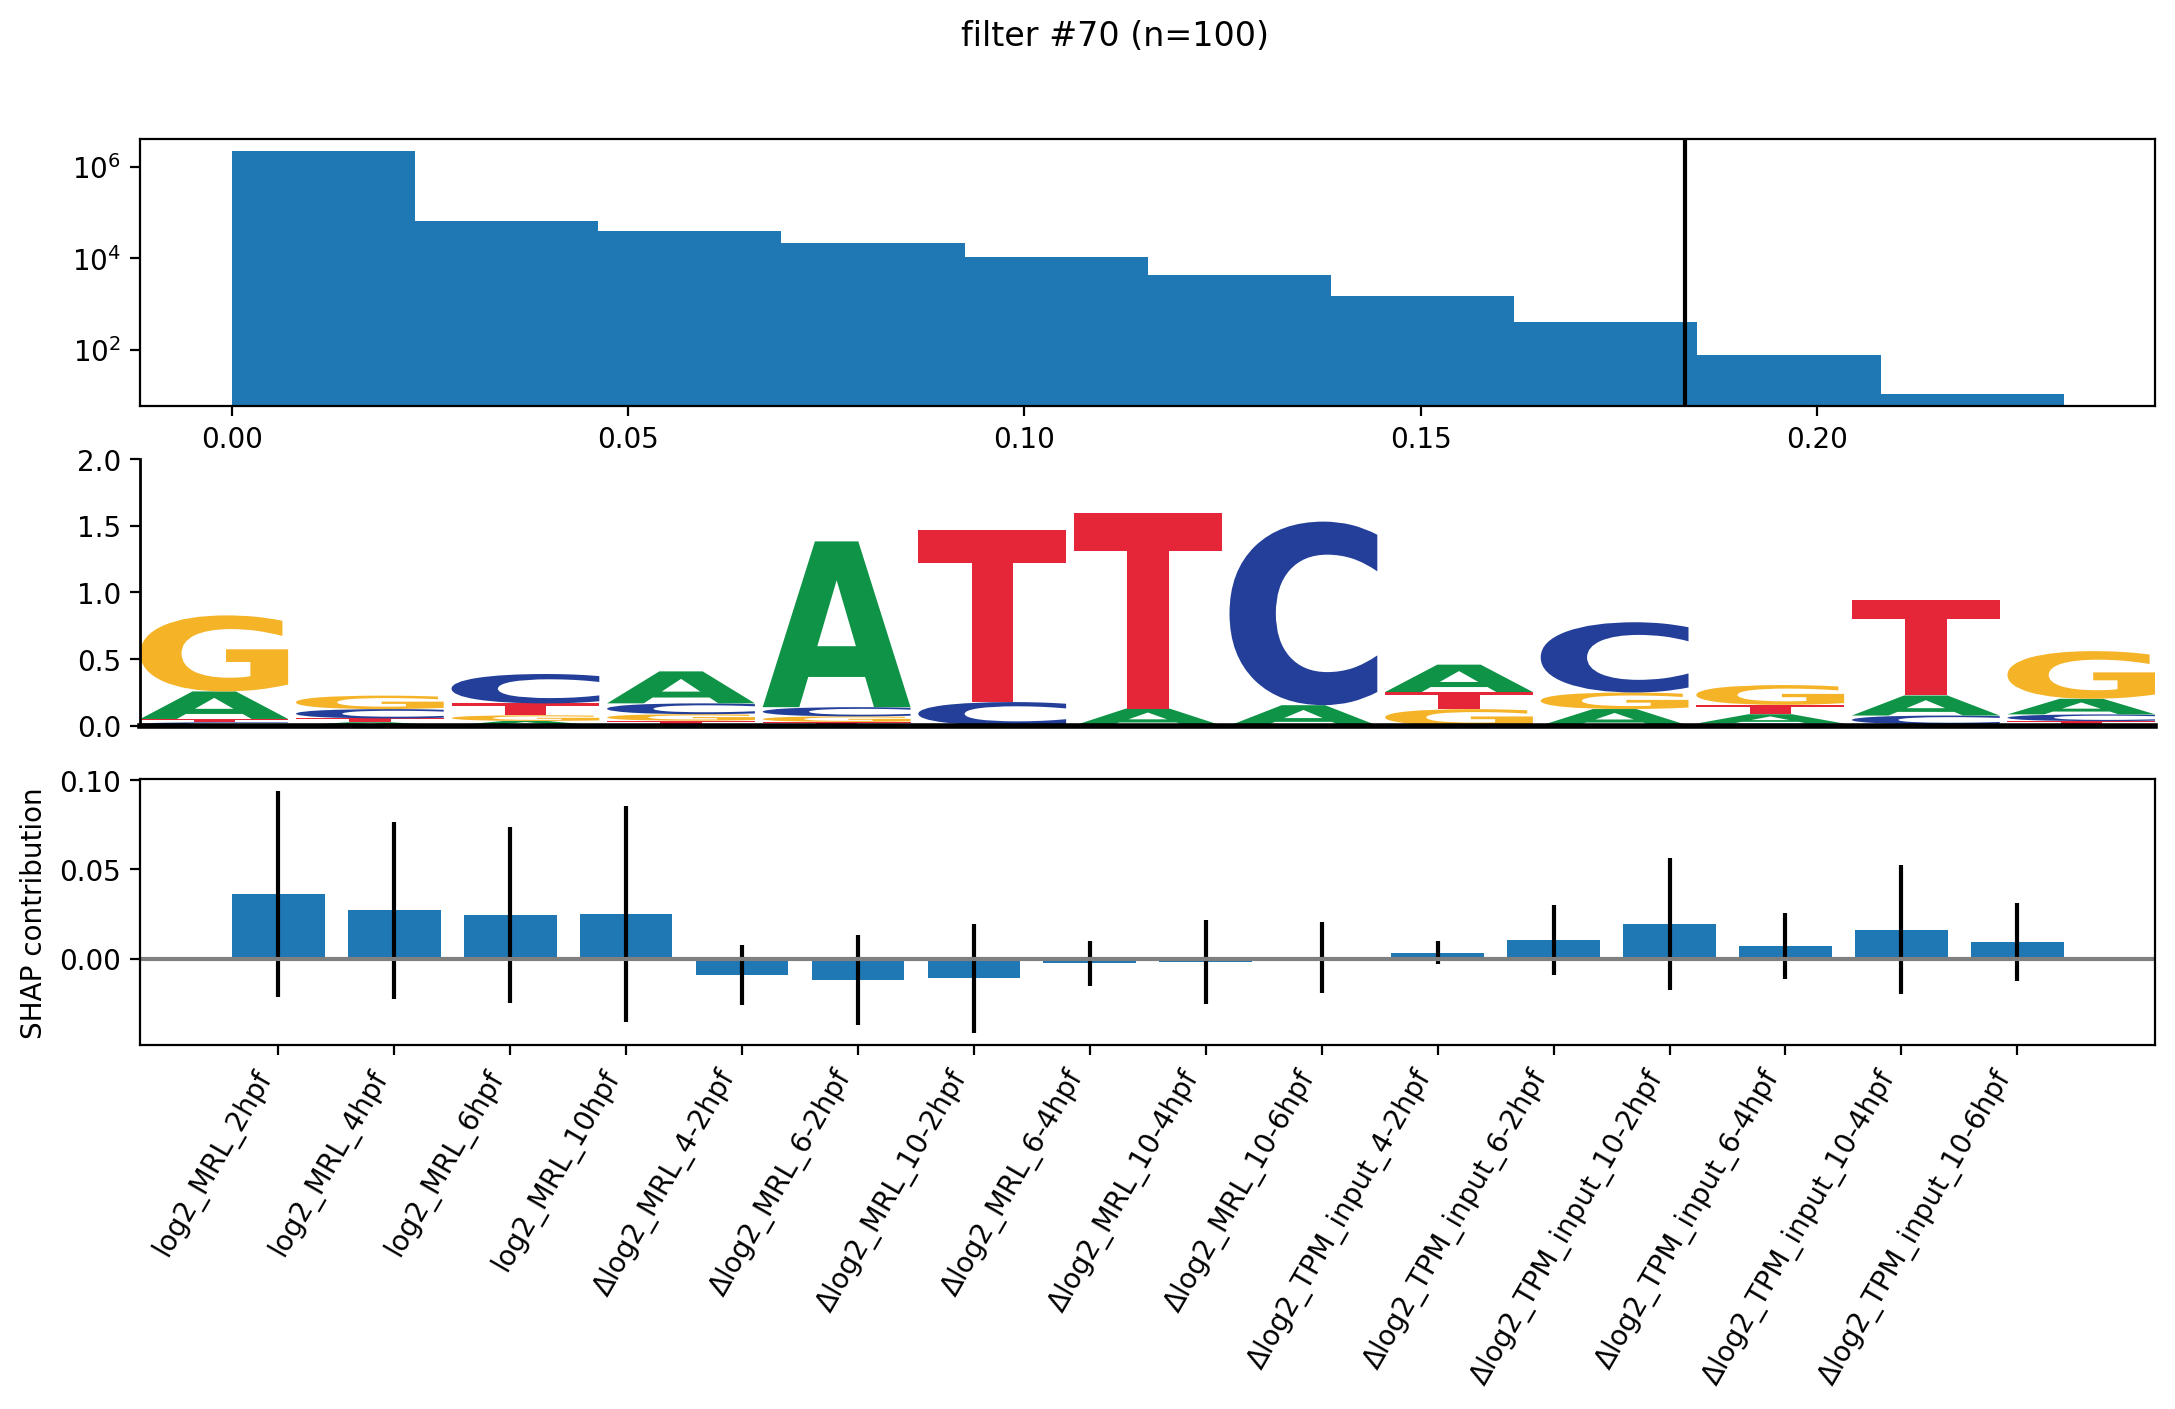 filter #70 (n=100)
10^6
10^4
10^2
0.00 0.05 0.10 0.15 0.20
2.0
1.5
1.0
0.5
0.0
G G C A A T T C A C G T G
A C T C C C A A T G T A A
T T G G G G A A C C
A T T
0.10
0.05
0.00
SHAP contribution
log2_MRL_2hpf
log2_MRL_4hpf
log2_MRL_6hpf
log2_MRL_10hpf
Δlog2_MRL_4-2hpf
Δlog2_MRL_6-2hpf
Δlog2_MRL_10-2hpf
Δlog2_MRL_6-4hpf
Δlog2_MRL_10-4hpf
Δlog2_MRL_10-6hpf
Δlog2_TPM_input_4-2hpf
Δlog2_TPM_input_6-2hpf
Δlog2_TPM_input_10-2hpf
Δlog2_TPM_input_6-4hpf
Δlog2_TPM_input_10-4hpf
Δlog2_TPM_input_10-6hpf